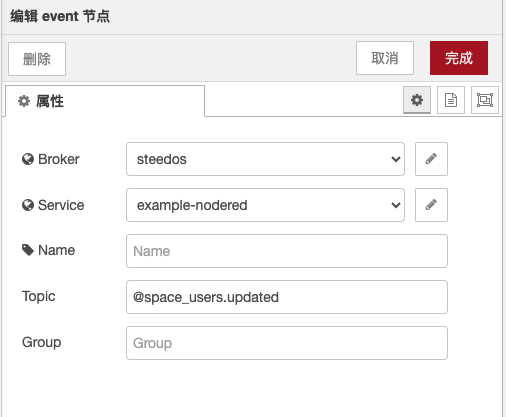 编辑 event 节点
删除
取消
完成
属性
Broker
steedos
Service
example-nodered
Name
Name
Topic
@space_users.updated
Group
Group